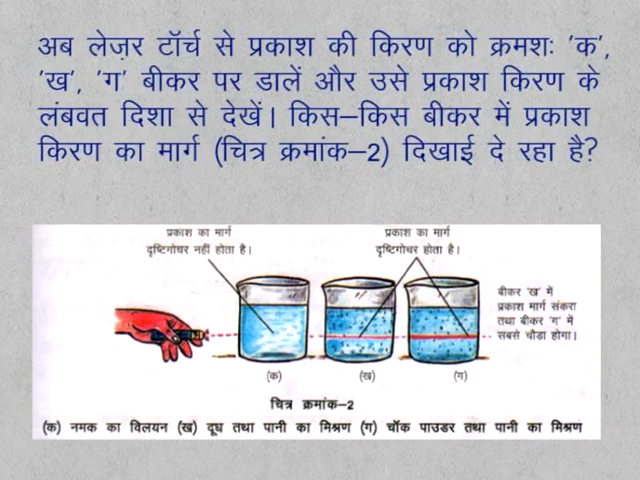 अब लेज़र टॉर्च से प्रकाश की किरण को क्रमशः 'क',
'ख', 'ग' बीकर पर डालें और उसे प्रकाश किरण के
लंबवत दिशा से देखें। किस–किस बीकर में प्रकाश
किरण का मार्ग (चित्र क्रमांक–2) दिखाई दे रहा है?
प्रकाश का मार्ग
दृष्टिगोचर नहीं होता है।
प्रकाश का मार्ग
दृष्टिगोचर होता है।
बीकर 'ख' में
प्रकाश मार्ग संकरा
तथा बीकर 'ग' में
सबसे चौड़ा होगा।
(क)
(ख)
(ग)
चित्र क्रमांक–2
(क) नमक का विलयन (ख) दूध तथा पानी का मिश्रण (ग) चॉक पाउडर तथा पानी का मिश्रण